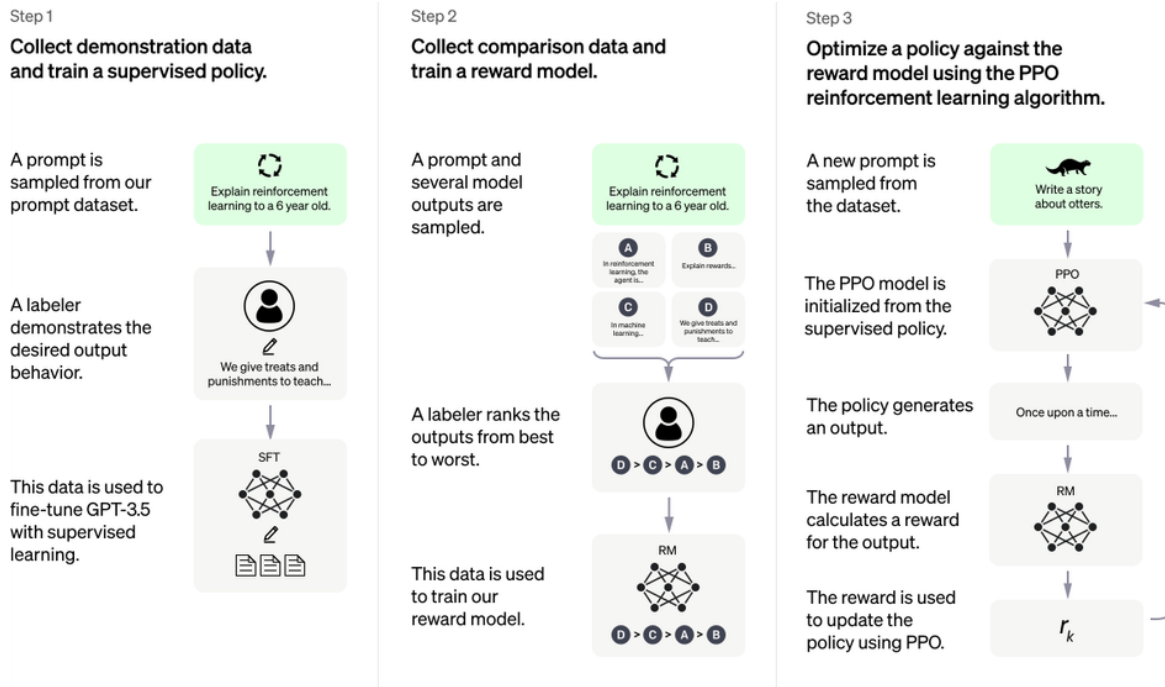 Step 1
Collect demonstration data
and train a supervised policy.
A prompt is
sampled from our
prompt dataset.
Explain reinforcement
learning to a 6 year old.
A labeler
demonstrates the
desired output
behavior.
We give treats and
punishments to teach...
SFT
This data is used to
fine-tune GPT-3.5
with supervised
learning.
Step 2
Collect comparison data and
train a reward model.
A prompt and
several model
outputs are
sampled.
Explain reinforcement
learning to a 6 year old.
A
In reinforcement
learning, the
agent is...
B
Explain rewards...
C
In machine
learning...
D
We give treats and
punishments to
teach...
A labeler ranks the
outputs from best
to worst.
D > C > A > B
This data is used
to train our
reward model.
RM
D > C > A > B
Step 3
Optimize a policy against the
reward model using the PPO
reinforcement learning algorithm.
A new prompt is
sampled from
the dataset.
Write a story
about otters.
The PPO model is
initialized from the
supervised policy.
PPO
The policy generates
an output.
Once upon a time...
The reward model
calculates a reward
for the output.
RM
The reward is used
to update the
policy using PPO.
rₖ